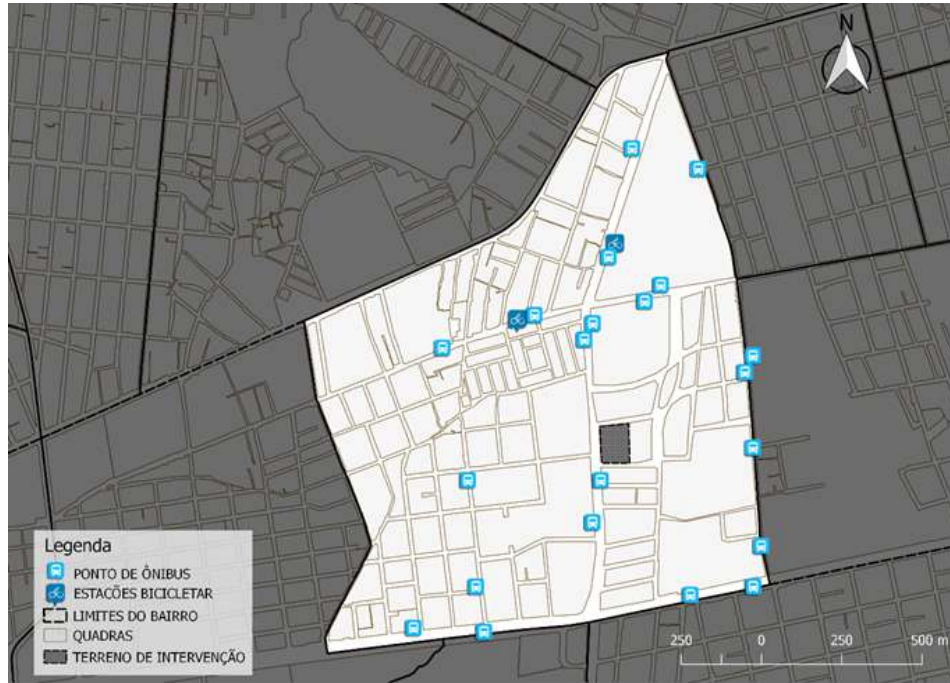 N
Legenda
PONTO DE ÔNIBUS
ESTAÇÕES BICICLETAR
LIMITES DO BAIRRO
QUADRAS
TERRENO DE INTERVENÇÃO
250 0 250 500 m